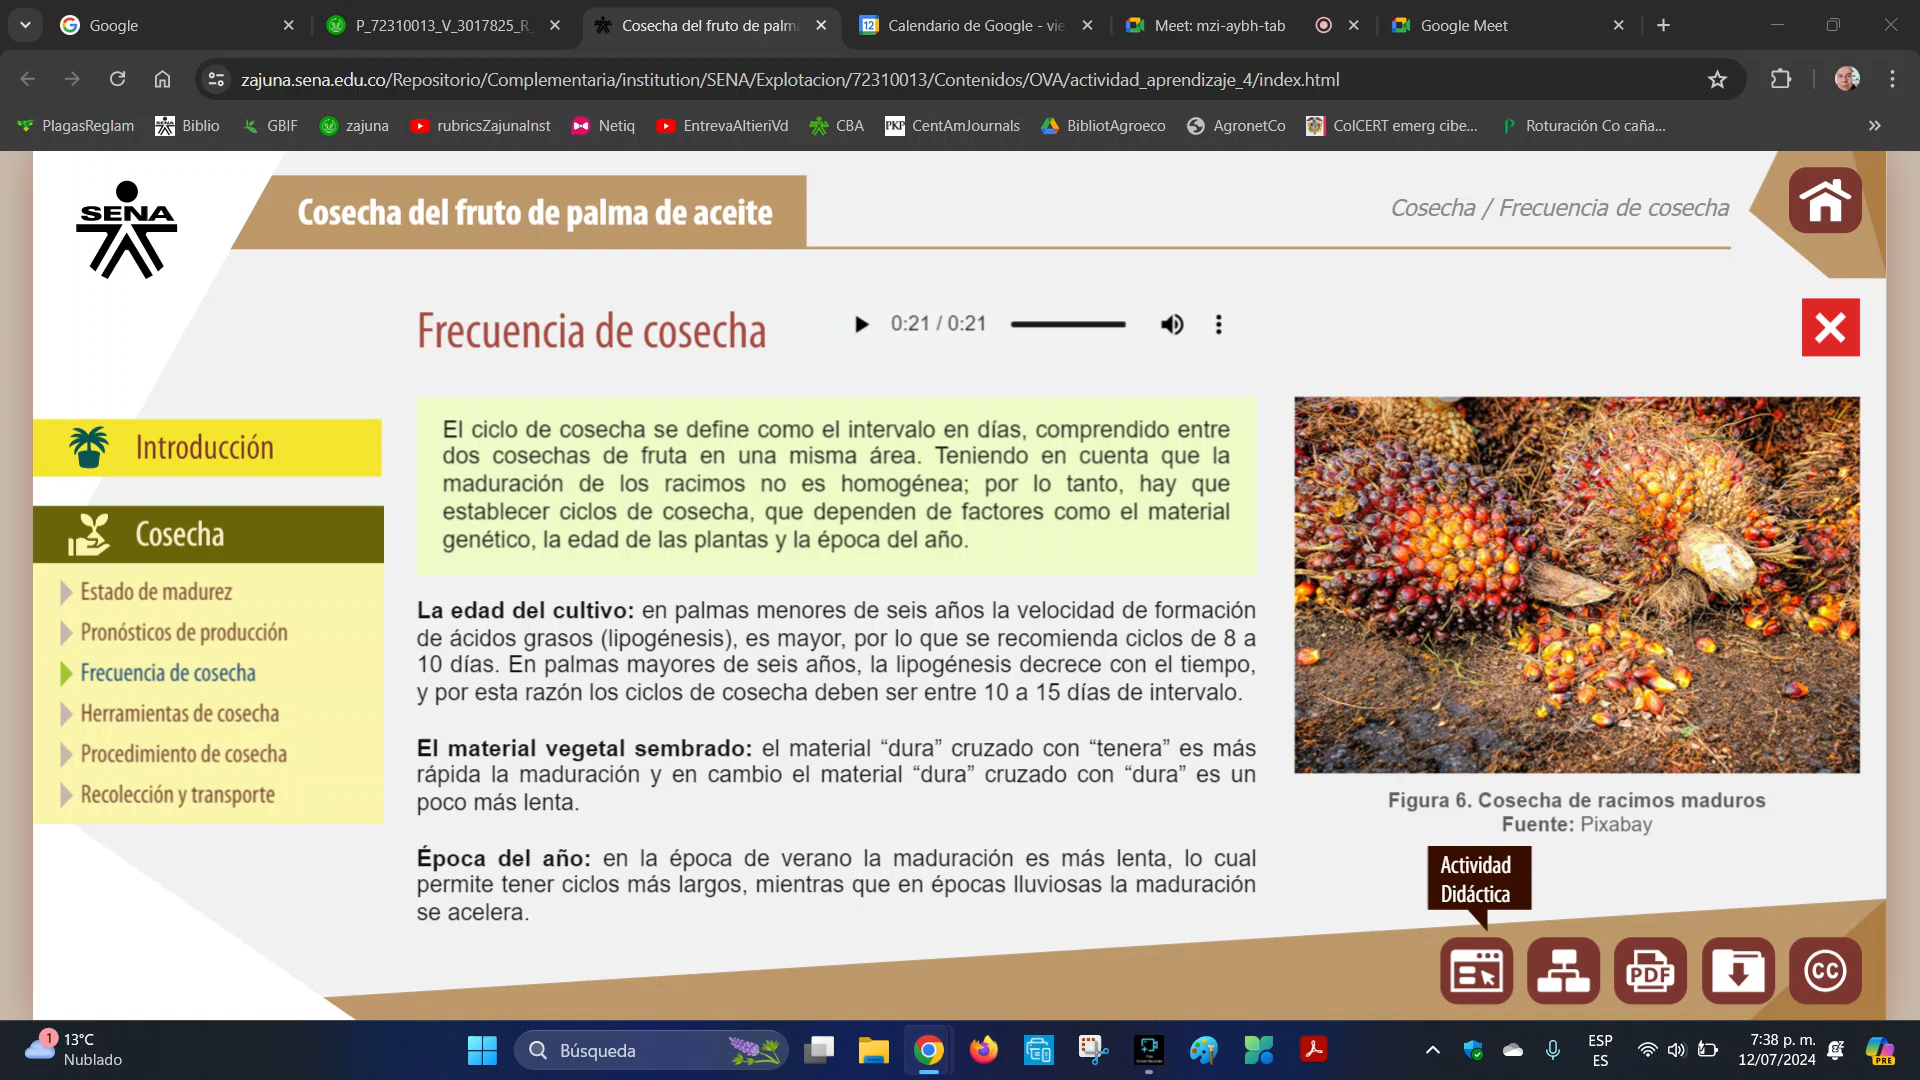 Google
P_72310013_V_3017825_R_
Cosecha del fruto de palma
Calendario de Google - vie
Meet: mzi-aybh-tab
Google Meet
zajuna.sena.edu.co/Repositorio/Complementaria/institution/SENA/Explotacion/72310013/Contenidos/OVA/actividad_aprendizaje_4/index.html
PlagasReglam
Biblio
GBIF
zajuna
rubricsZajunaInst
Netiq
EntrevaAltieriVd
CBA
CentAmJournals
BibliotAgroeco
AgronetCo
ColCERT emerg cibe...
Roturación Co caña...
SENA
Cosecha del fruto de palma de aceite
Cosecha / Frecuencia de cosecha
Frecuencia de cosecha
0:21 / 0:21
Introducción
Cosecha
Estado de madurez
Pronósticos de producción
Frecuencia de cosecha
Herramientas de cosecha
Procedimiento de cosecha
Recolección y transporte
El ciclo de cosecha se define como el intervalo en días, comprendido entre
dos cosechas de fruta en una misma área. Teniendo en cuenta que la
maduración de los racimos no es homogénea; por lo tanto, hay que
establecer ciclos de cosecha, que dependen de factores como el material
genético, la edad de las plantas y la época del año.
La edad del cultivo: en palmas menores de seis años la velocidad de formación
de ácidos grasos (lipogénesis), es mayor, por lo que se recomienda ciclos de 8 a
10 días. En palmas mayores de seis años, la lipogénesis decrece con el tiempo,
y por esta razón los ciclos de cosecha deben ser entre 10 a 15 días de intervalo.
El material vegetal sembrado: el material “dura” cruzado con “tenera” es más
rápida la maduración y en cambio el material “dura” cruzado con “dura” es un
poco más lenta.
Época del año: en la época de verano la maduración es más lenta, lo cual
permite tener ciclos más largos, mientras que en épocas lluviosas la maduración
se acelera.
Figura 6. Cosecha de racimos maduros
Fuente: Pixabay
Actividad
Didáctica
PDF
CC
1
13°C
Nublado
Búsqueda
ESP
ES
7:38 p. m.
12/07/2024
PRE